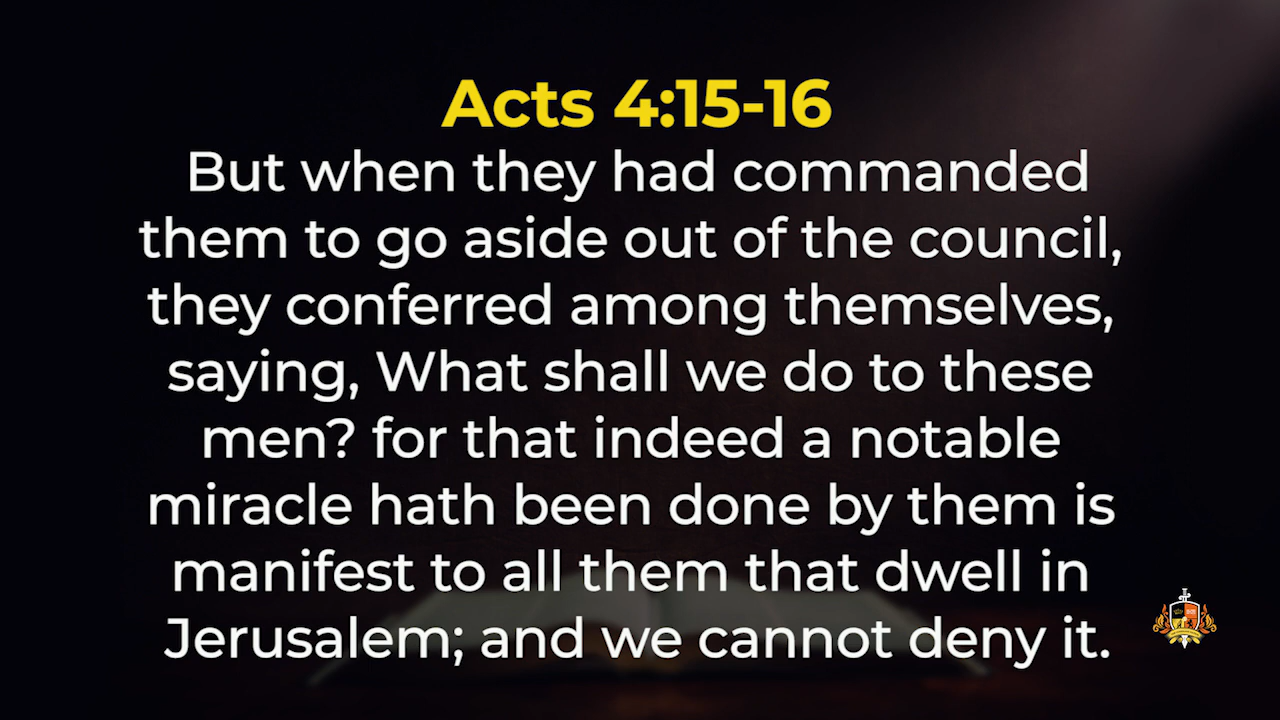 Acts 4:15-16
But when they had commanded
them to go aside out of the council,
they conferred among themselves,
saying, What shall we do to these
men? for that indeed a notable
miracle hath been done by them is
manifest to all them that dwell in
Jerusalem; and we cannot deny it.